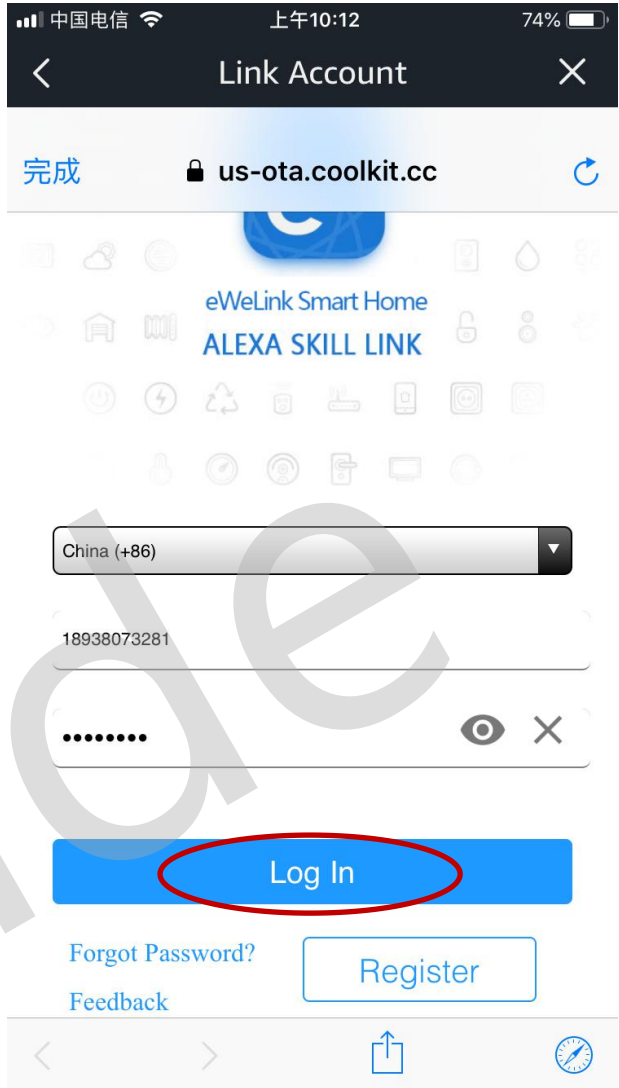 中国电信 上午10:12 74%
Link Account
完成 us-ota.coolkit.cc
eWeLink Smart Home
ALEXA SKILL LINK
China (+86)
18938073281
••••••••
Log In
Forgot Password?
Register
Feedback